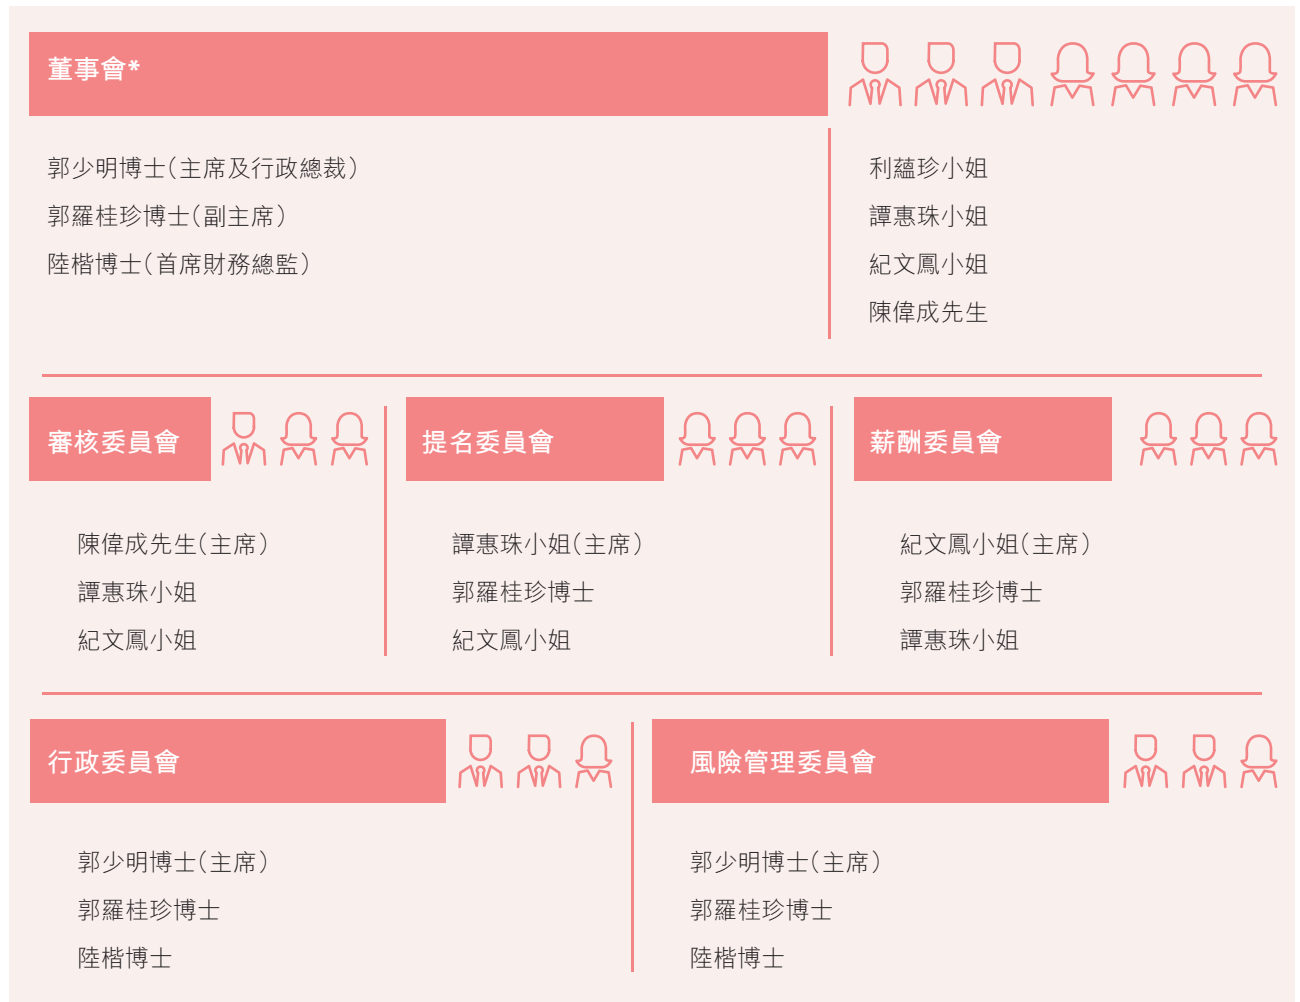 董事會*
郭少明博士(主席及行政總裁)
郭羅桂珍博士(副主席)
陸楷博士(首席財務總監)
利蘊珍小姐
譚惠珠小姐
紀文鳳小姐
陳偉成先生
審核委員會
陳偉成先生(主席)
譚惠珠小姐
紀文鳳小姐
提名委員會
譚惠珠小姐(主席)
郭羅桂珍博士
紀文鳳小姐
薪酬委員會
紀文鳳小姐(主席)
郭羅桂珍博士
譚惠珠小姐
行政委員會
郭少明博士(主席)
郭羅桂珍博士
陸楷博士
風險管理委員會
郭少明博士(主席)
郭羅桂珍博士
陸楷博士